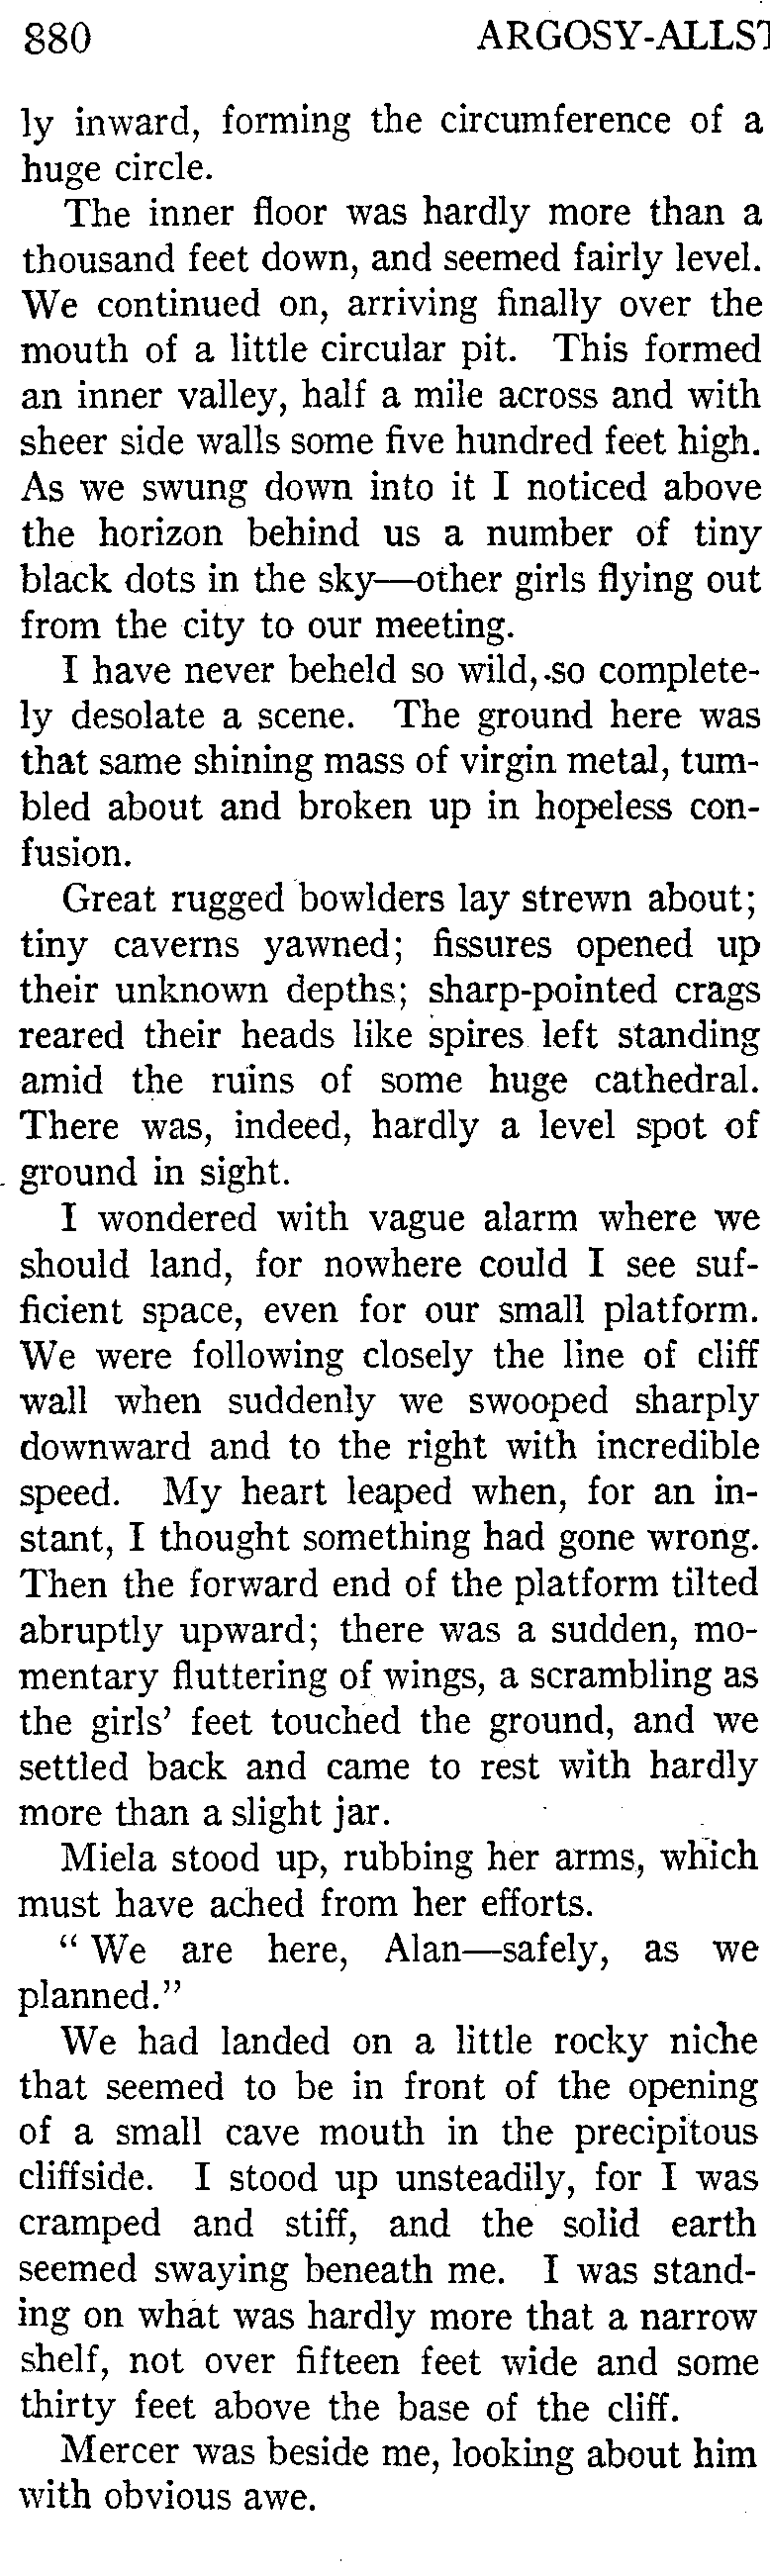 880 ARGOSY-ALLST
ly inward, forming the circumference of a
huge circle.
The inner floor was hardly more than a
thousand feet down, and seemed fairly level.
We continued on, arriving finally over the
mouth of a little circular pit. This formed
an inner valley, half a mile across and with
sheer side walls some five hundred feet high.
As we swung down into it I noticed above
the horizon behind us a number of tiny
black dots in the sky—other girls flying out
from the city to our meeting.
I have never beheld so wild, so complete-
ly desolate a scene. The ground here was
that same shining mass of virgin metal, tum-
bled about and broken up in hopeless con-
fusion.
Great rugged bowlders lay strewn about;
tiny caverns yawned; fissures opened up
their unknown depths; sharp-pointed crags
reared their heads like spires left standing
amid the ruins of some huge cathedral.
There was, indeed, hardly a level spot of
ground in sight.
I wondered with vague alarm where we
should land, for nowhere could I see suf-
ficient space, even for our small platform.
We were following closely the line of cliff
wall when suddenly we swooped sharply
downward and to the right with incredible
speed. My heart leaped when, for an in-
stant, I thought something had gone wrong.
Then the forward end of the platform tilted
abruptly upward; there was a sudden, mo-
mentary fluttering of wings, a scrambling as
the girls' feet touched the ground, and we
settled back and came to rest with hardly
more than a slight jar.
Miela stood up, rubbing her arms, which
must have ached from her efforts.
" We are here, Alan—safely, as we
planned."
We had landed on a little rocky niche
that seemed to be in front of the opening
of a small cave mouth in the precipitous
cliffside. I stood up unsteadily, for I was
cramped and stiff, and the solid earth
seemed swaying beneath me. I was stand-
ing on what was hardly more that a narrow
shelf, not over fifteen feet wide and some
thirty feet above the base of the cliff.
Mercer was beside me, looking about him
with obvious awe.